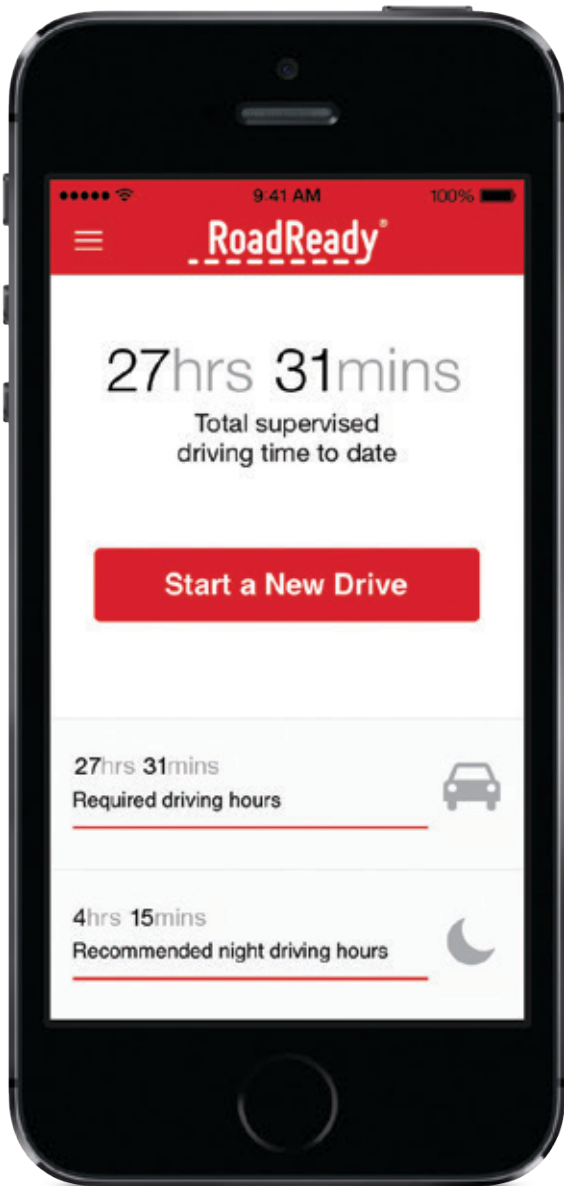 9:41 AM 100%
RoadReady®
27hrs 31mins
Total supervised
driving time to date
Start a New Drive
27hrs 31mins
Required driving hours
4hrs 15mins
Recommended night driving hours